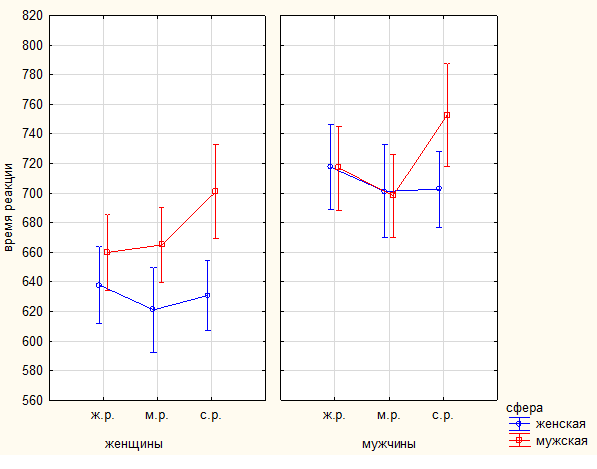 820
800
780
760
740
720
700
680
660
640
620
600
580
560
время реакции
ж.р. м.р. с.р.
женщины
ж.р. м.р. с.р.
мужчины
сфера
женская
мужская